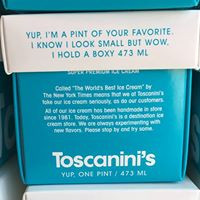 YUP, I'M A PINT OF YOUR FAVORITE.
I KNOW I LOOK SMALL BUT WOW,
I HOLD A BOXY 473 ML
SUPER PREMIUM ICE CREAM
Called "The World's Best Ice Cream" by
The New York Times means that we at Toscanini's
take our ice cream seriously, as do our customers.
All of our ice cream has been handmade in store
since 1981. Today, Toscanini's is a destination ice
cream store. We are always experimenting with
new flavors. Please stop by and try some.
Toscanini's
YUP, ONE PINT / 473 ML